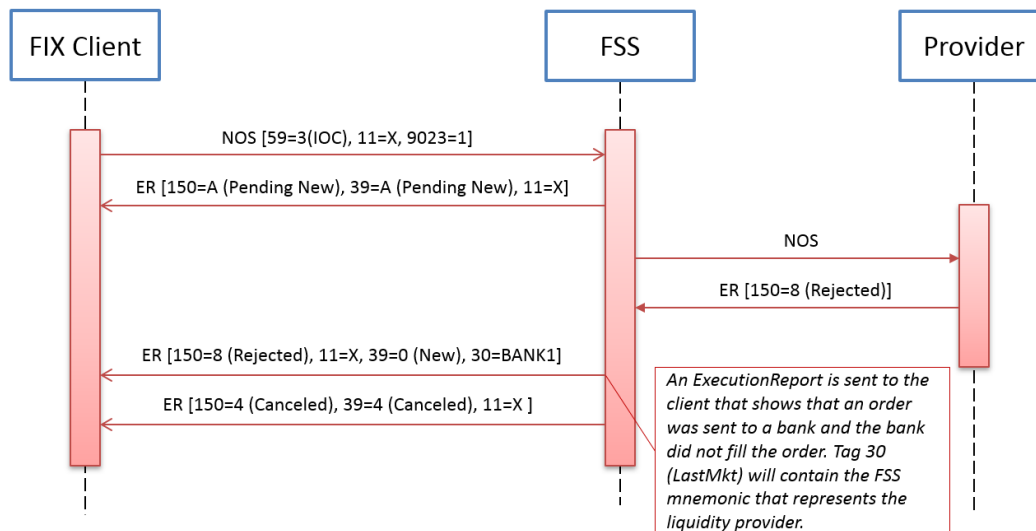 FIX Client
FSS
Provider
NOS [59=3(IOC), 11=X, 9023=1]
ER [150=A (Pending New), 39=A (Pending New), 11=X]
NOS
ER [150=8 (Rejected)]
ER [150=8 (Rejected), 11=X, 39=0 (New), 30=BANK1]
ER [150=4 (Canceled), 39=4 (Canceled), 11=X ]
An ExecutionReport is sent to the
client that shows that an order
was sent to a bank and the bank
did not fill the order. Tag 30
(LastMkt) will contain the FSS
mnemonic that represents the
liquidity provider.